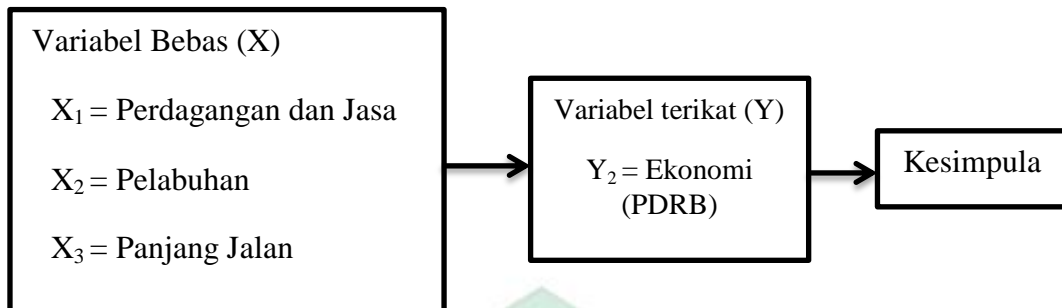 Variabel Bebas (X)
X₁ = Perdagangan dan Jasa
X₂ = Pelabuhan
X₃ = Panjang Jalan
Variabel terikat (Y)
Y₂ = Ekonomi
(PDRB)
Kesimpula